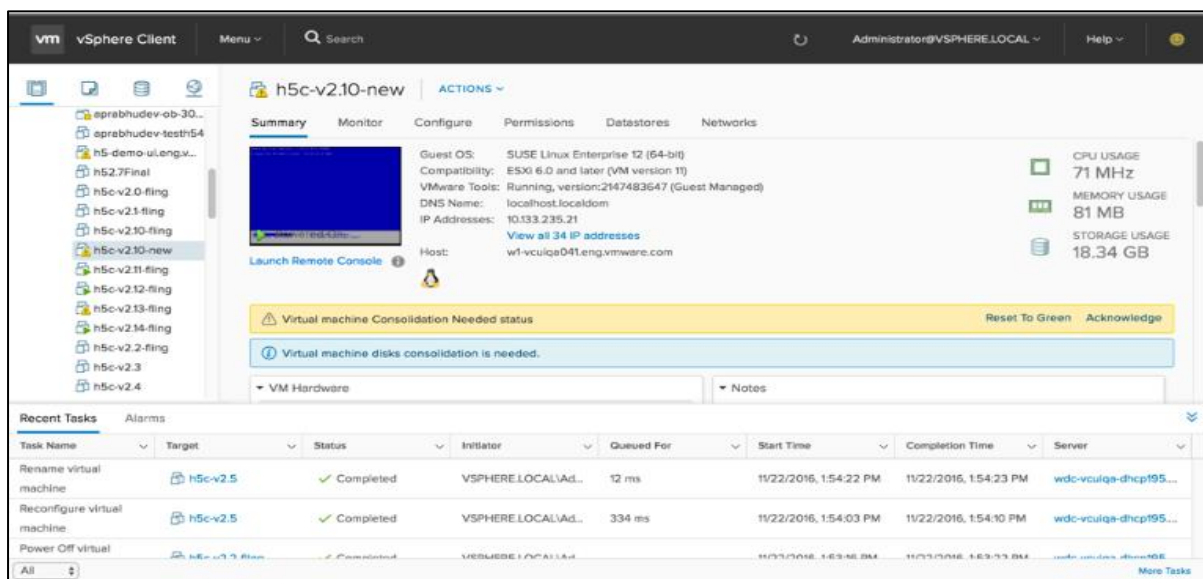 vm vSphere Client Menu Search Administrator@VSPHERE.LOCAL Help
h5c-v2.10-new ACTIONS
aprabhudev-ob-30...
aprabhudev-testh54
h5-demo-ui.eng.v...
h52.7Final
h5c-v2.0-fling
h5c-v2.1-fling
h5c-v2.10-fling
h5c-v2.10-new
h5c-v2.11-fling
h5c-v2.12-fling
h5c-v2.13-fling
h5c-v2.14-fling
h5c-v2.2-fling
h5c-v2.3
h5c-v2.4
Summary Monitor Configure Permissions Datastores Networks
Launch Remote Console
Guest OS: SUSE Linux Enterprise 12 (64-bit)
Compatibility: ESXi 6.0 and later (VM version 11)
VMware Tools: Running, version:2147483647 (Guest Managed)
DNS Name: localhost.localdom
IP Addresses: 10.133.235.21
View all 34 IP addresses
Host: w1-vcuiqa041.eng.vmware.com
CPU USAGE
71 MHz
MEMORY USAGE
81 MB
STORAGE USAGE
18.34 GB
Virtual machine Consolidation Needed status Reset To Green Acknowledge
Virtual machine disks consolidation is needed.
VM Hardware Notes
Recent Tasks Alarms
Task Name Target Status Initiator Queued For Start Time Completion Time Server
Rename virtual machine h5c-v2.5 Completed VSPHERE.LOCAL\Ad... 12 ms 11/22/2016, 1:54:22 PM 11/22/2016, 1:54:23 PM wdc-vcuiqa-dhcp195....
Reconfigure virtual machine h5c-v2.5 Completed VSPHERE.LOCAL\Ad... 334 ms 11/22/2016, 1:54:03 PM 11/22/2016, 1:54:10 PM wdc-vcuiqa-dhcp195....
Power Off virtual
All More Tasks